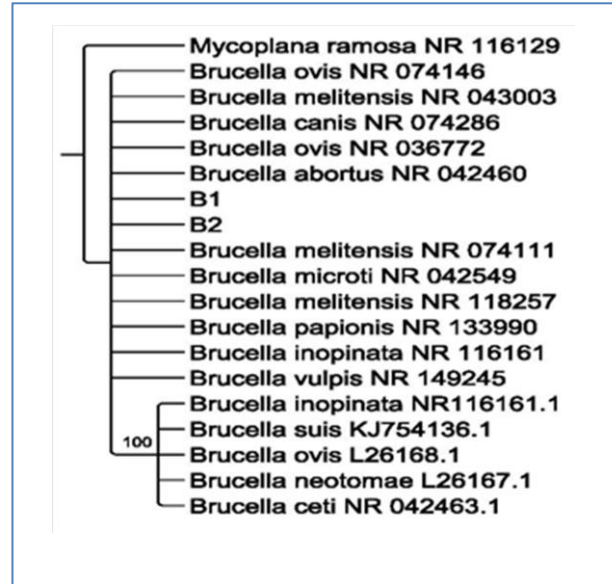 Mycoplana ramosa NR 116129
Brucella ovis NR 074146
Brucella melitensis NR 043003
Brucella canis NR 074286
Brucella ovis NR 036772
Brucella abortus NR 042460
B1
B2
Brucella melitensis NR 074111
Brucella microti NR 042549
Brucella melitensis NR 118257
Brucella papionis NR 133990
Brucella inopinata NR 116161
Brucella vulpis NR 149245
Brucella inopinata NR116161.1
Brucella suis KJ754136.1
100
Brucella ovis L26168.1
Brucella neotomae L26167.1
Brucella ceti NR 042463.1